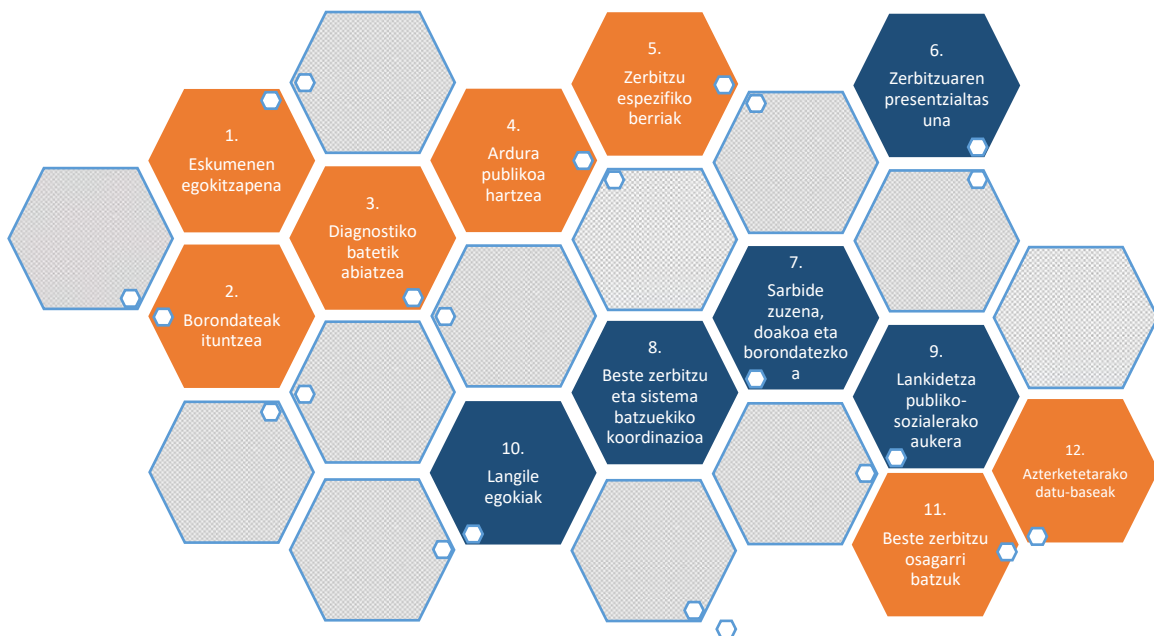 1.
Eskumenen
egokitzapena
2.
Borondateak
ituntzea
3.
Diagnostiko
batetik
abiatzea
4.
Ardura
publikoa
hartzea
5.
Zerbitzu
espezifiko
berriak
6.
Zerbitzuaren
presentzialtas
una
7.
Sarbide
zuzena,
doakoa eta
borondatezko
a
8.
Beste zerbitzu
eta sistema
batzuekiko
koordinazioa
9.
Lankidetza
publiko-
sozialerako
aukera
10.
Langile
egokiak
11.
Beste zerbitzu
osagarri
batzuk
12.
Azterketetarako
datu-baseak